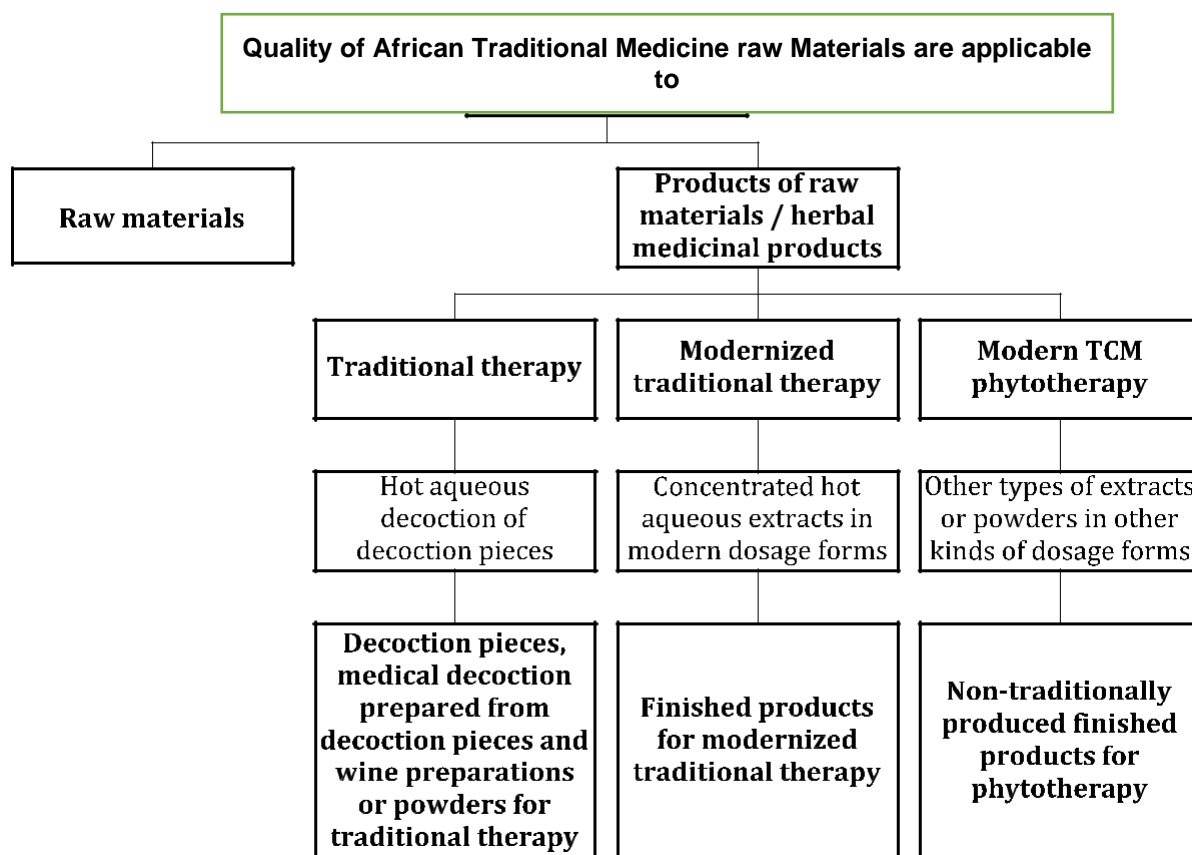 Quality of African Traditional Medicine raw Materials are applicable
to
Raw materials
Products of raw
materials / herbal
medicinal products
Traditional therapy
Modernized
traditional therapy
Modern TCM
phytotherapy
Hot aqueous
decoction of
decoction pieces
Concentrated hot
aqueous extracts in
modern dosage forms
Other types of extracts
or powders in other
kinds of dosage forms
Decoction pieces,
medical decoction
prepared from
decoction pieces and
wine preparations
or powders for
traditional therapy
Finished products
for modernized
traditional therapy
Non-traditionally
produced finished
products for
phytotherapy